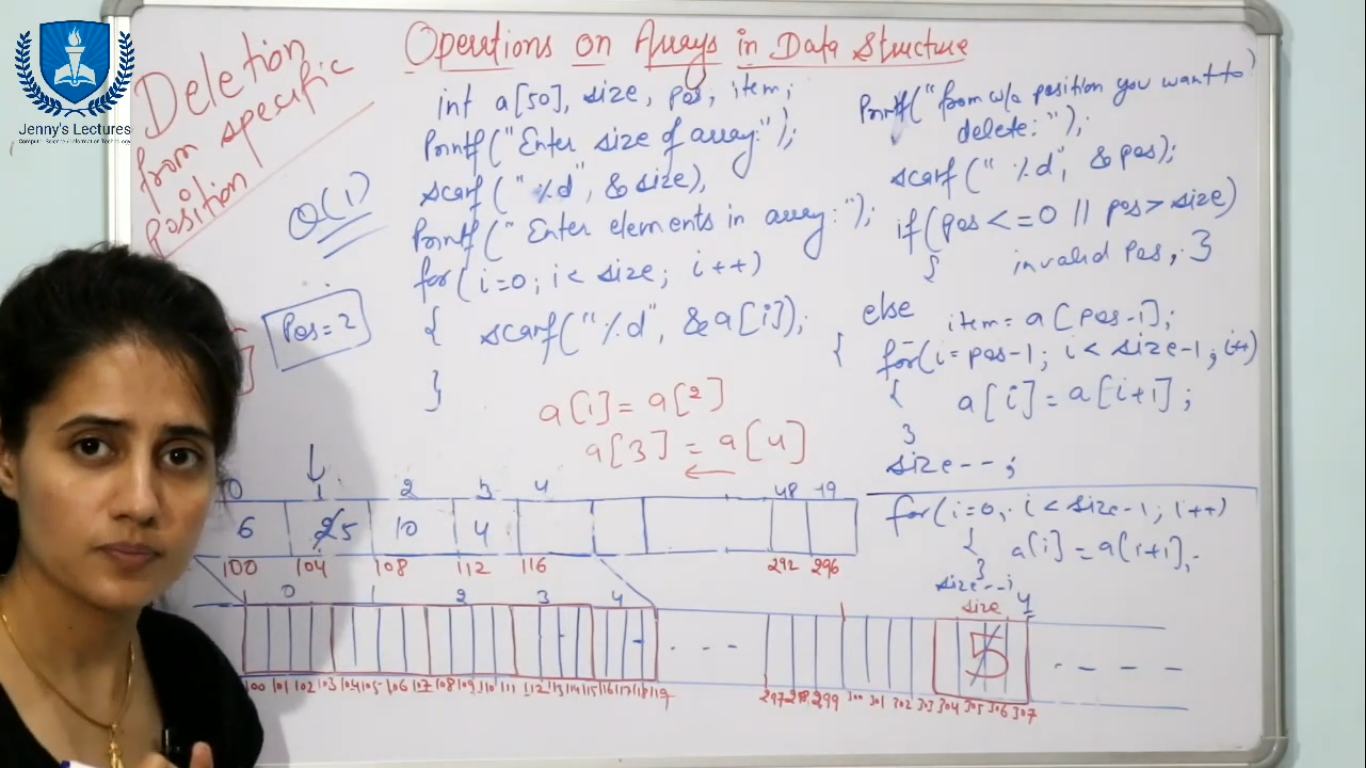 Jenny's Lectures
Computer Science/Information Technology
Operations on Arrays in Data Structure
Deletion
from specific
position
O(1)
Pos=2
int a[50], size, pos, item;
Printf("Enter size of array:");
scanf("%d", &size);
Printf("Enter elements in array:");
for(i=0; i< size; i++)
{ scanf("%d", &a[i]);
}
a[1]=a[2]
a[3] = a[4]
Printf("from w/c position you want to
delete:");
scanf("%d", &pos);
if(pos<=0 || pos> size)
{ invalid Pos; }
else
item= a[pos-1];
{ for(i=pos-1; i< size-1; i++)
{ a[i]=a[i+1];
}
size--;
for(i=0; i< size-1; i++)
{ a[i]=a[i+1];
}
size--;
0 1 2 3 4 48 49
6 25 10 4
100 104 108 112 116 292 296
0 1 2 3 4
size 4
5
100 101 102 103 104 105 106 107 108 109 110 111 112 113 114 115 116 117 118 119 297 298 299 300 301 302 303 304 305 306 307